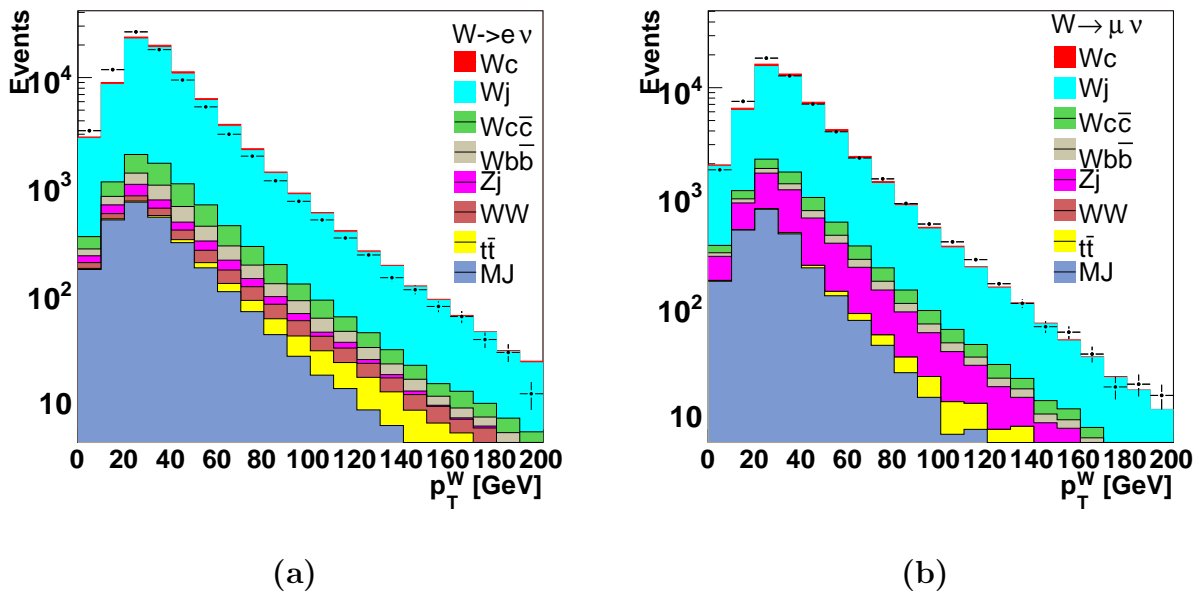 Events
W->e ν
Wc
Wj
Wcc̅
Wbb̅
Zj
WW
tt̅
MJ
10⁴
10³
10²
10
0 20 40 60 80 100 120 140 160 180 200
p_T^W [GeV]
(a)
Events
W→ μ ν
Wc
Wj
Wcc̅
Wbb̅
Zj
WW
tt̅
MJ
10⁴
10³
10²
10
0 20 40 60 80 100 120 140 160 180 200
p_T^W [GeV]
(b)